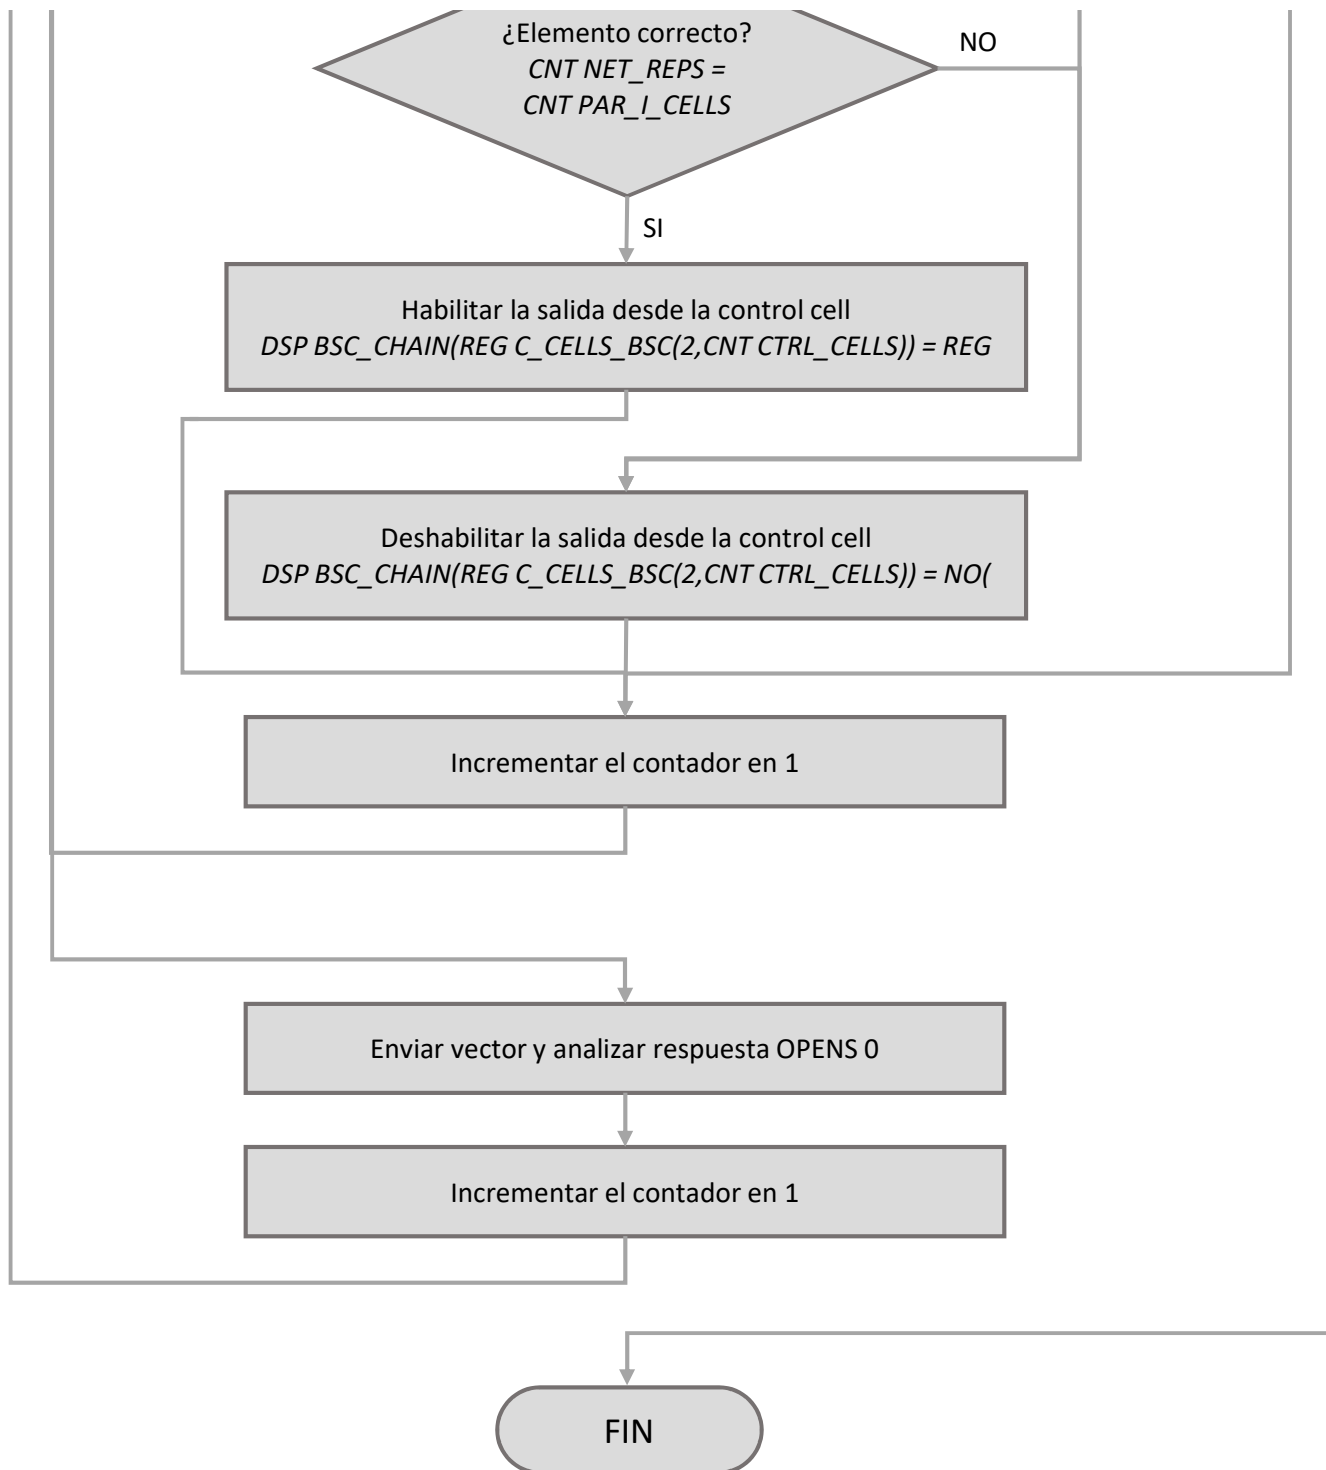 ¿Elemento correcto?
NO
CNT NET_REPS =
CNT PAR_I_CELLS
SI
Habilitar la salida desde la control cell
DSP BSC_CHAIN(REG C_CELLS_BSC(2,CNT CTRL_CELLS)) = REG
Deshabilitar la salida desde la control cell
DSP BSC_CHAIN(REG C_CELLS_BSC(2,CNT CTRL_CELLS)) = NO(
Incrementar el contador en 1
Enviar vector y analizar respuesta OPENS 0
Incrementar el contador en 1
FIN